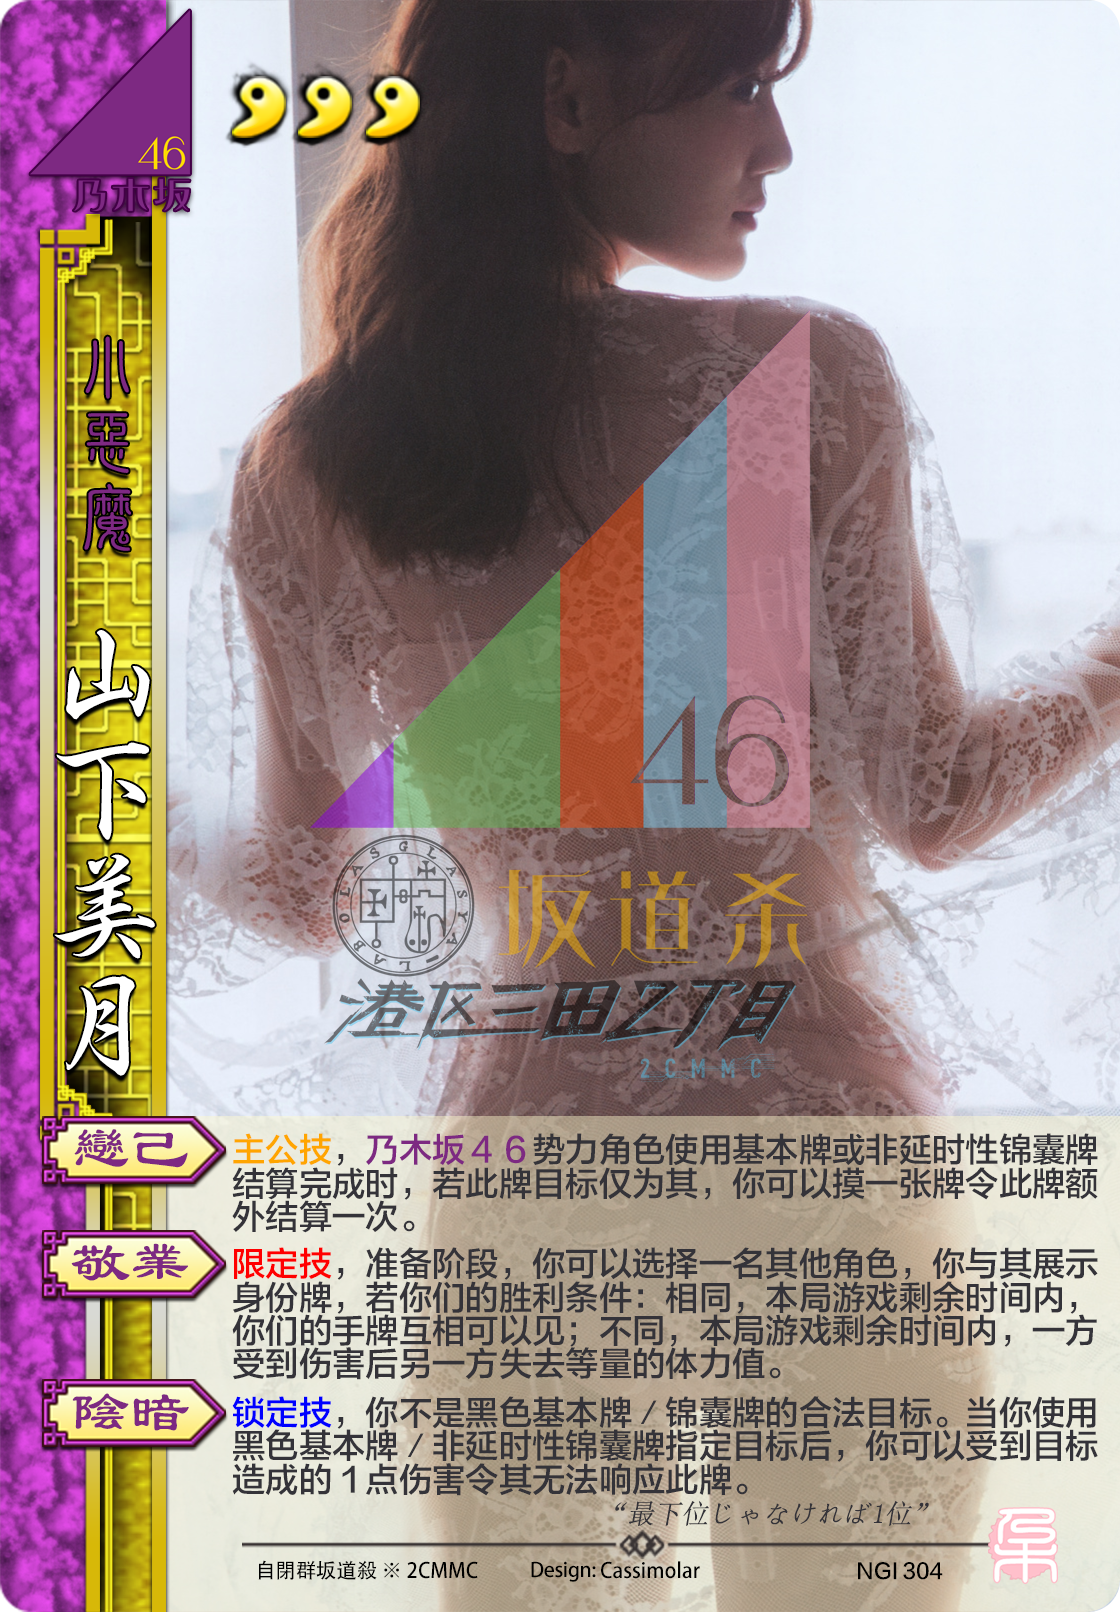 46
乃木坂
小惡魔
山下美月
46
GLASYA LABOLAS
坂道杀
港区三田乙丁目
2CMMC
戀己
主公技，乃木坂４６势力角色使用基本牌或非延时性锦囊牌
结算完成时，若此牌目标仅为其，你可以摸一张牌令此牌额
外结算一次。
敬業
限定技，准备阶段，你可以选择一名其他角色，你与其展示
身份牌，若你们的胜利条件：相同，本局游戏剩余时间内，
你们的手牌互相可以见；不同，本局游戏剩余时间内，一方
受到伤害后另一方失去等量的体力值。
陰暗
锁定技，你不是黑色基本牌/锦囊牌的合法目标。当你使用
黑色基本牌/非延时性锦囊牌指定目标后，你可以受到目标
造成的1点伤害令其无法响应此牌。
“最下位じゃなければ1位”
自閉群坂道殺 ※ 2CMMC
Design: Cassimolar
NGI 304